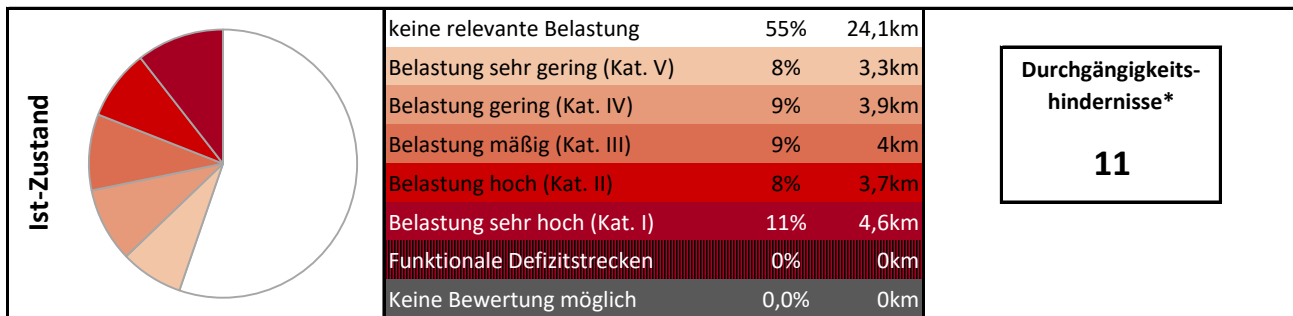 Ist-Zustand
keine relevante Belastung 55% 24,1km
Belastung sehr gering (Kat. V) 8% 3,3km
Belastung gering (Kat. IV) 9% 3,9km
Belastung mäßig (Kat. III) 9% 4km
Belastung hoch (Kat. II) 8% 3,7km
Belastung sehr hoch (Kat. I) 11% 4,6km
Funktionale Defizitstrecken 0% 0km
Keine Bewertung möglich 0,0% 0km
Durchgängigkeits-
hindernisse*
11